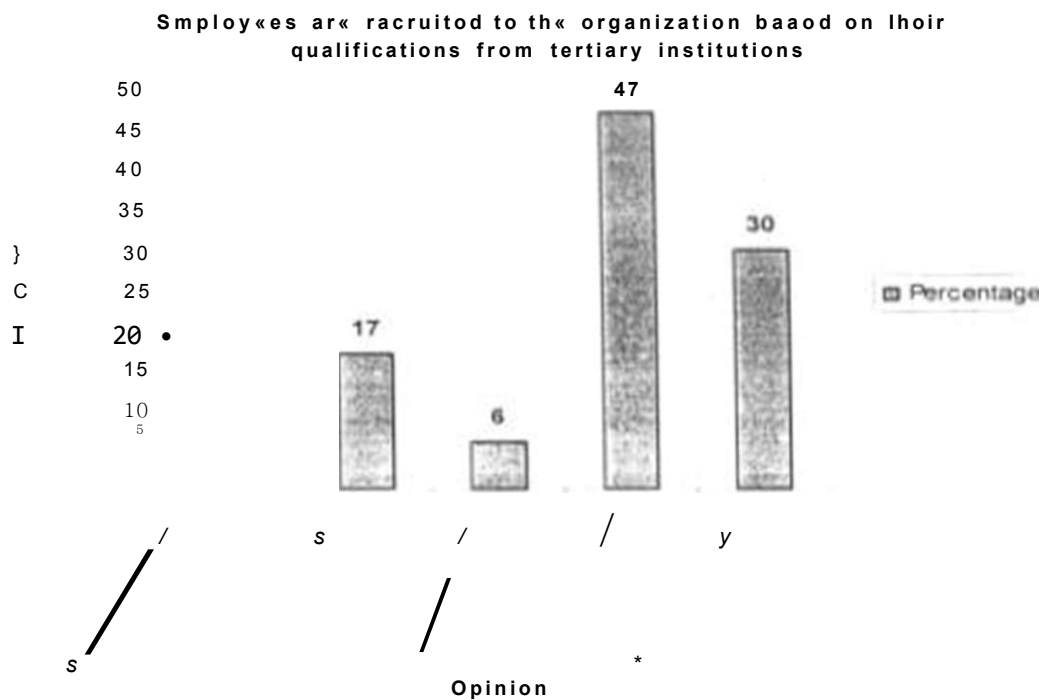 Smploy«es ar« racruitod to th« organization baaod on lhoir
qualifications from tertiary institutions
50
47
45
40
35
30
} 30
C 25
Percentage
I 20 •
17
15
10
6
5
/ s / / y
s
*
Opinion